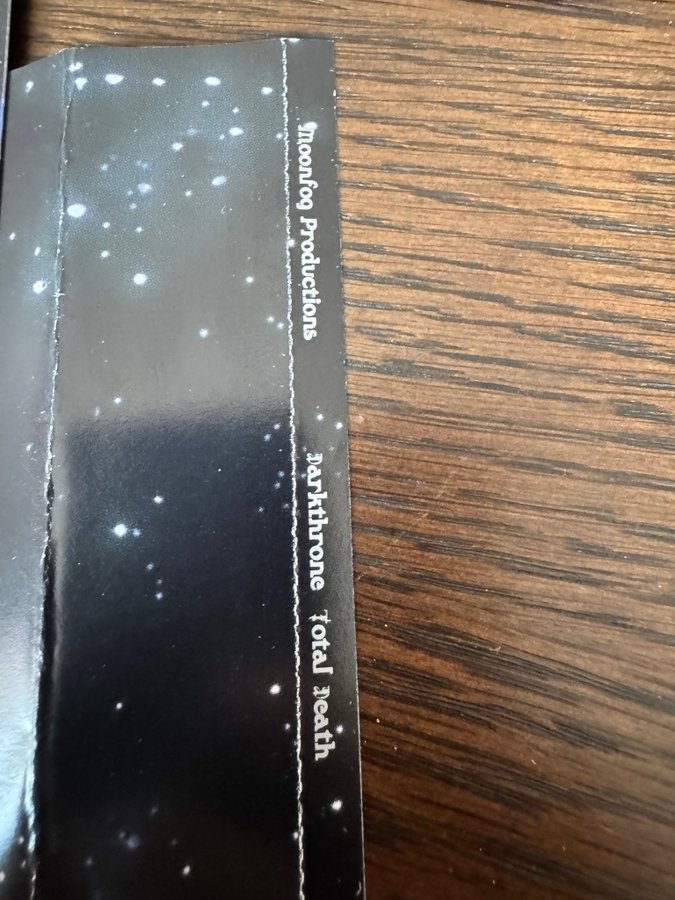 Moonfog Productions
Darkthrone Total Death